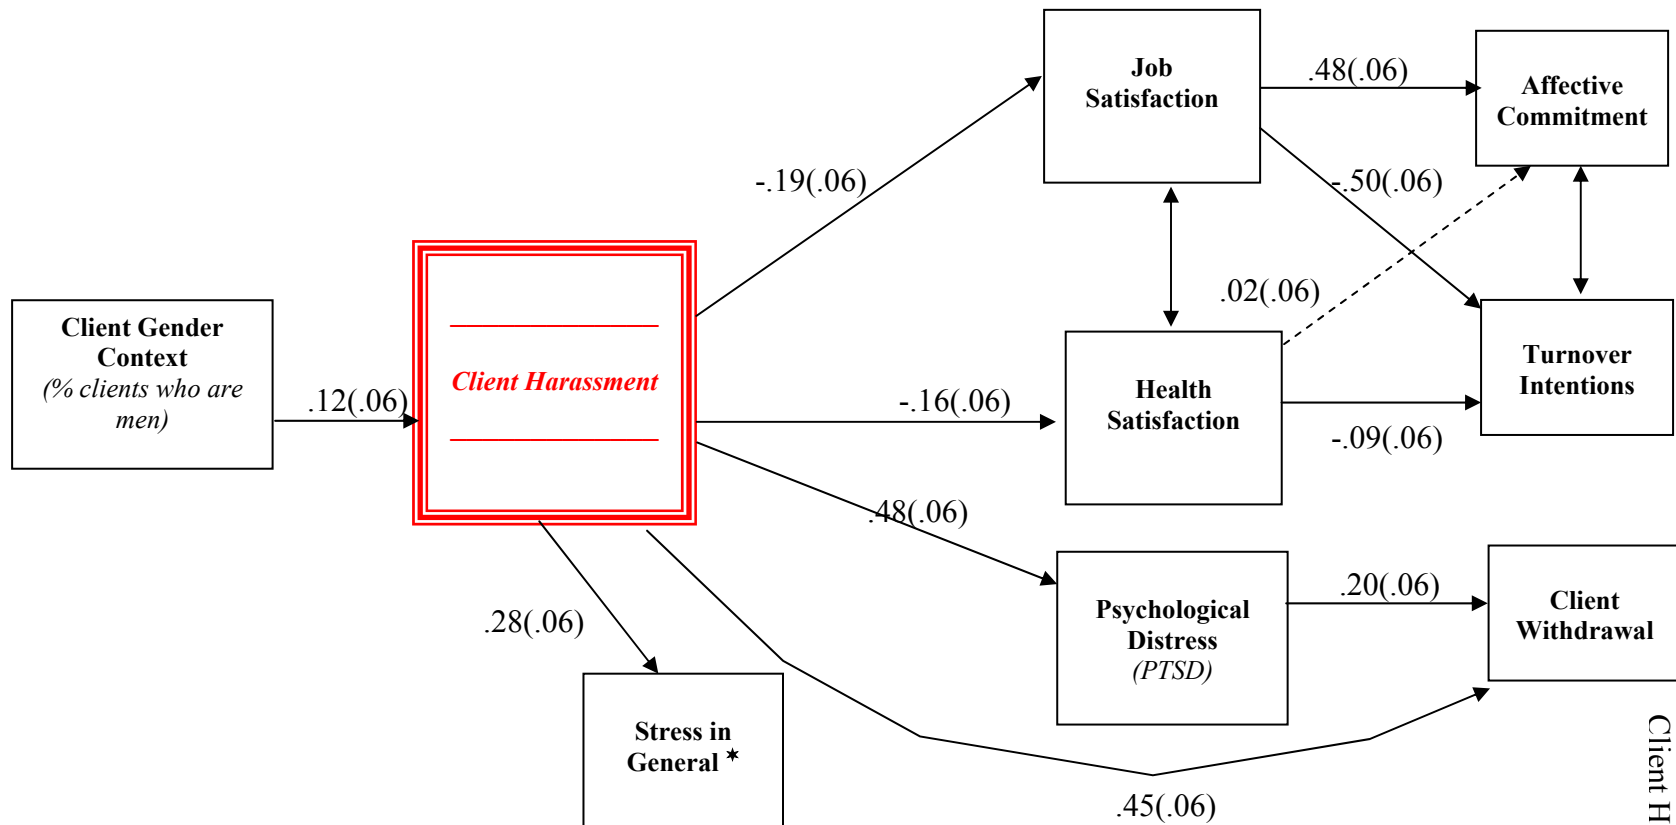 Job
Satisfaction
.48(.06)
Affective
Commitment
-.19(.06)
-.50(.06)
Client Gender
Context
(% clients who are
men)
.12(.06)
Client Harassment
-.16(.06)
.02(.06)
Health
Satisfaction
-.09(.06)
Turnover
Intentions
.48(.06)
.28(.06)
Psychological
Distress
(PTSD)
.20(.06)
Client
Withdrawal
Stress in
General *
.45(.06)
Client H